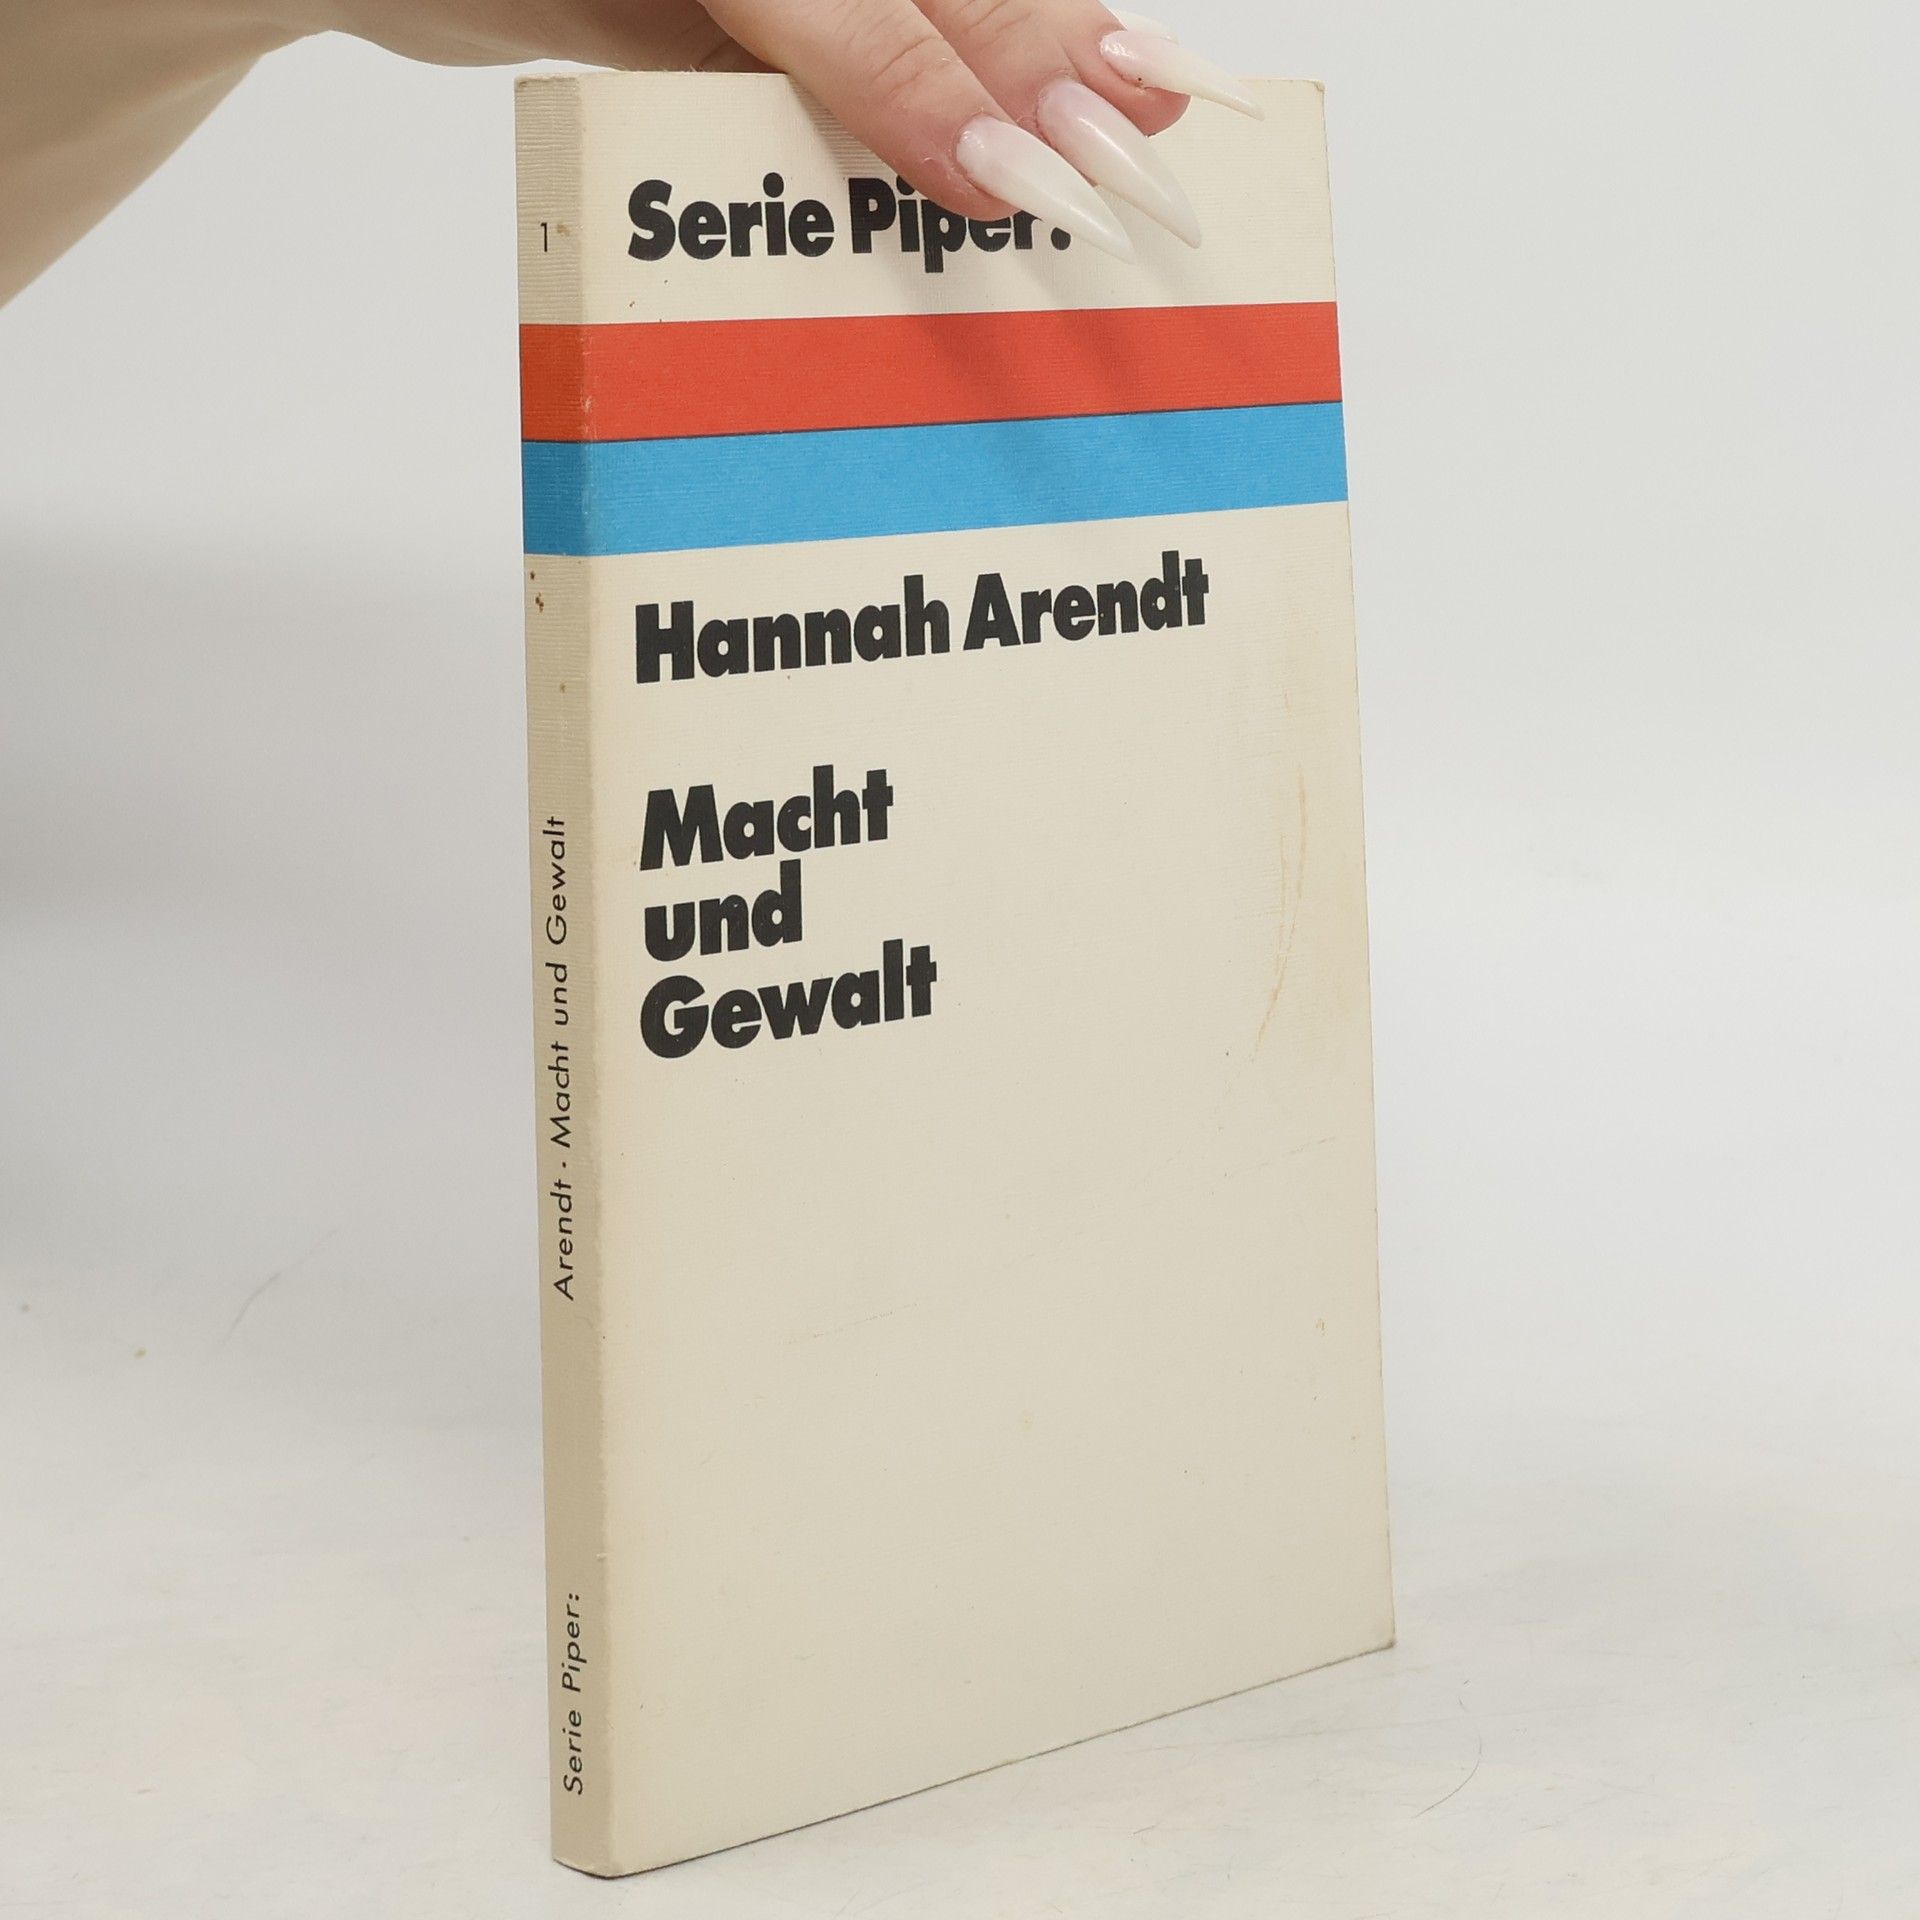 Serie Piper:
Hannah Arendt
Macht
und
Gewalt
1
Arendt · Macht und Gewalt
Serie Piper: